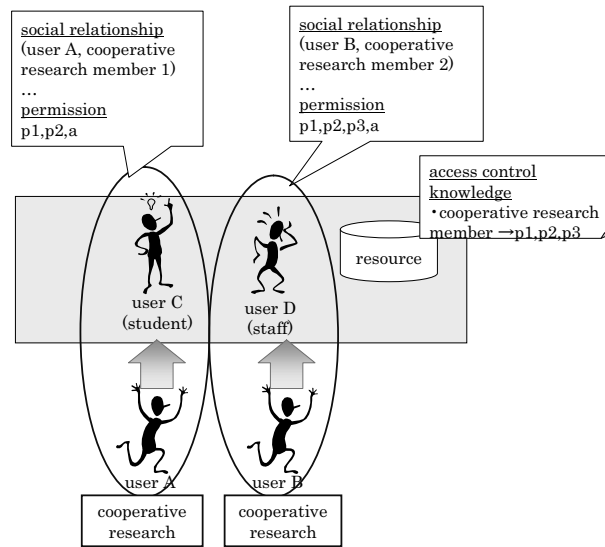 social relationship
(user A, cooperative
research member 1)
…
permission
p1,p2,a
social relationship
(user B, cooperative
research member 2)
…
permission
p1,p2,p3,a
access control
knowledge
・cooperative research
member →p1,p2,p3
resource
user C
(student)
user D
(staff)
user A
user B
cooperative
research
cooperative
research